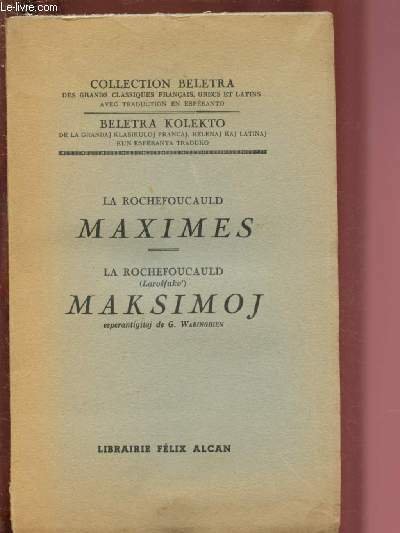 © Le-livre.com
COLLECTION BELETRA
DES GRANDS CLASSIQUES FRANÇAIS, GRECS ET LATINS
AVEC TRADUCTION EN ESPÉRANTO
BELETRA KOLEKTO
DE LA GRANDAJ KLASIKULOJ FRANCAJ, HELENAJ KAJ LATINAJ
KUN ESPERANTA TRADUKO
LA ROCHEFOUCAULD
MAXIMES
LA ROCHEFOUCAULD
(Laroŝfuko')
MAKSIMOJ
esperantigitaj de G. WARINGHIEN
LIBRAIRIE FÉLIX ALCAN